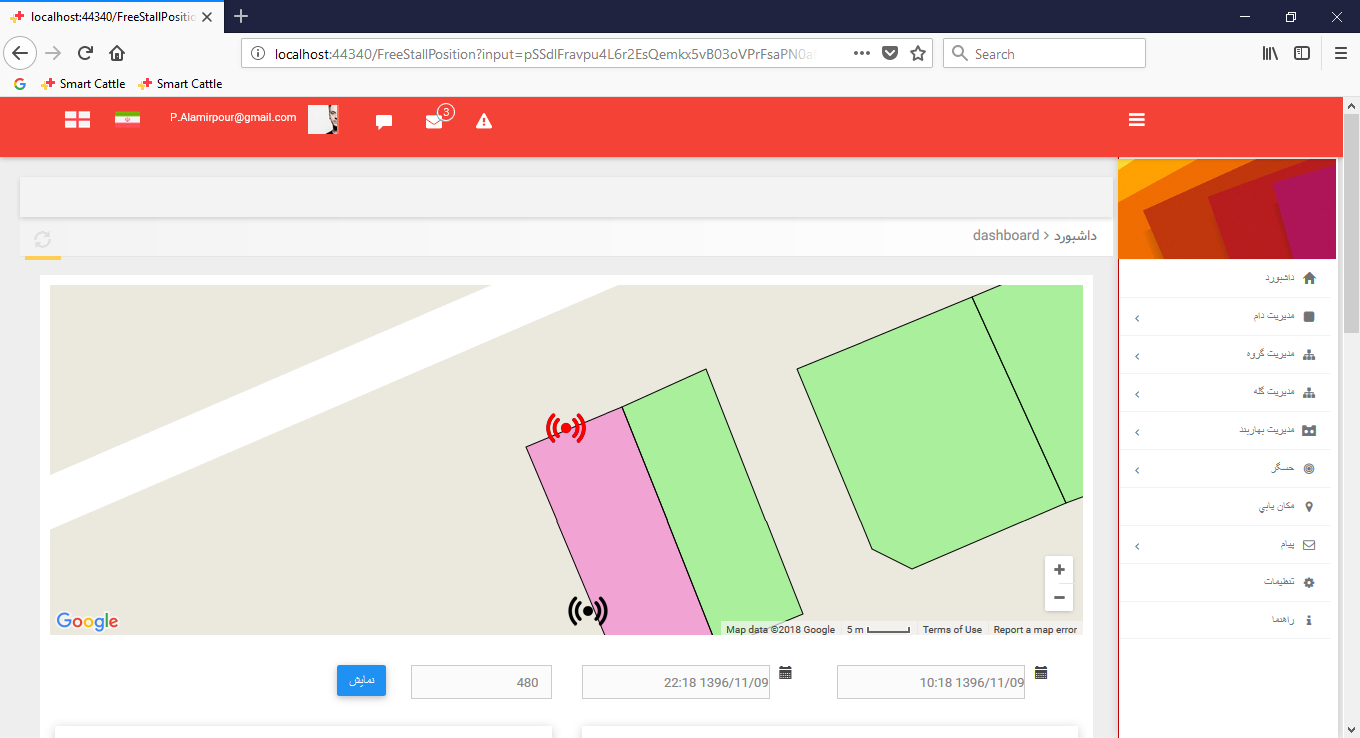 localhost:44340/FreeStallPositio
localhost:44340/FreeStallPosition?input=pSSdlFravpu4L6r2EsQemkx5vB03oVPrFsaPN0a
Search
G
Smart Cattle
Smart Cattle
P.Alamirpour@gmail.com
3
داشبورد
dashboard < داشبورد
مدیریت دام
مدیریت گروه
مدیریت گله
مدیریت بهاربند
حسگر
مکان يابي
پیام
تنظیمات
راهنما
+
−
Google
Map data ©2018 Google
5 m
Terms of Use
Report a map error
نمایش
480
22:18 1396/11/09
10:18 1396/11/09